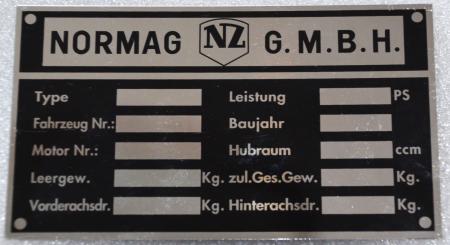 NORMAG NZ G.M.B.H.
Type Leistung PS
Fahrzeug Nr.: Baujahr
Motor Nr.: Hubraum ccm
Leergew. Kg. zul.Ges.Gew. Kg.
Vorderachsdr. Kg. Hinterachsdr. Kg.